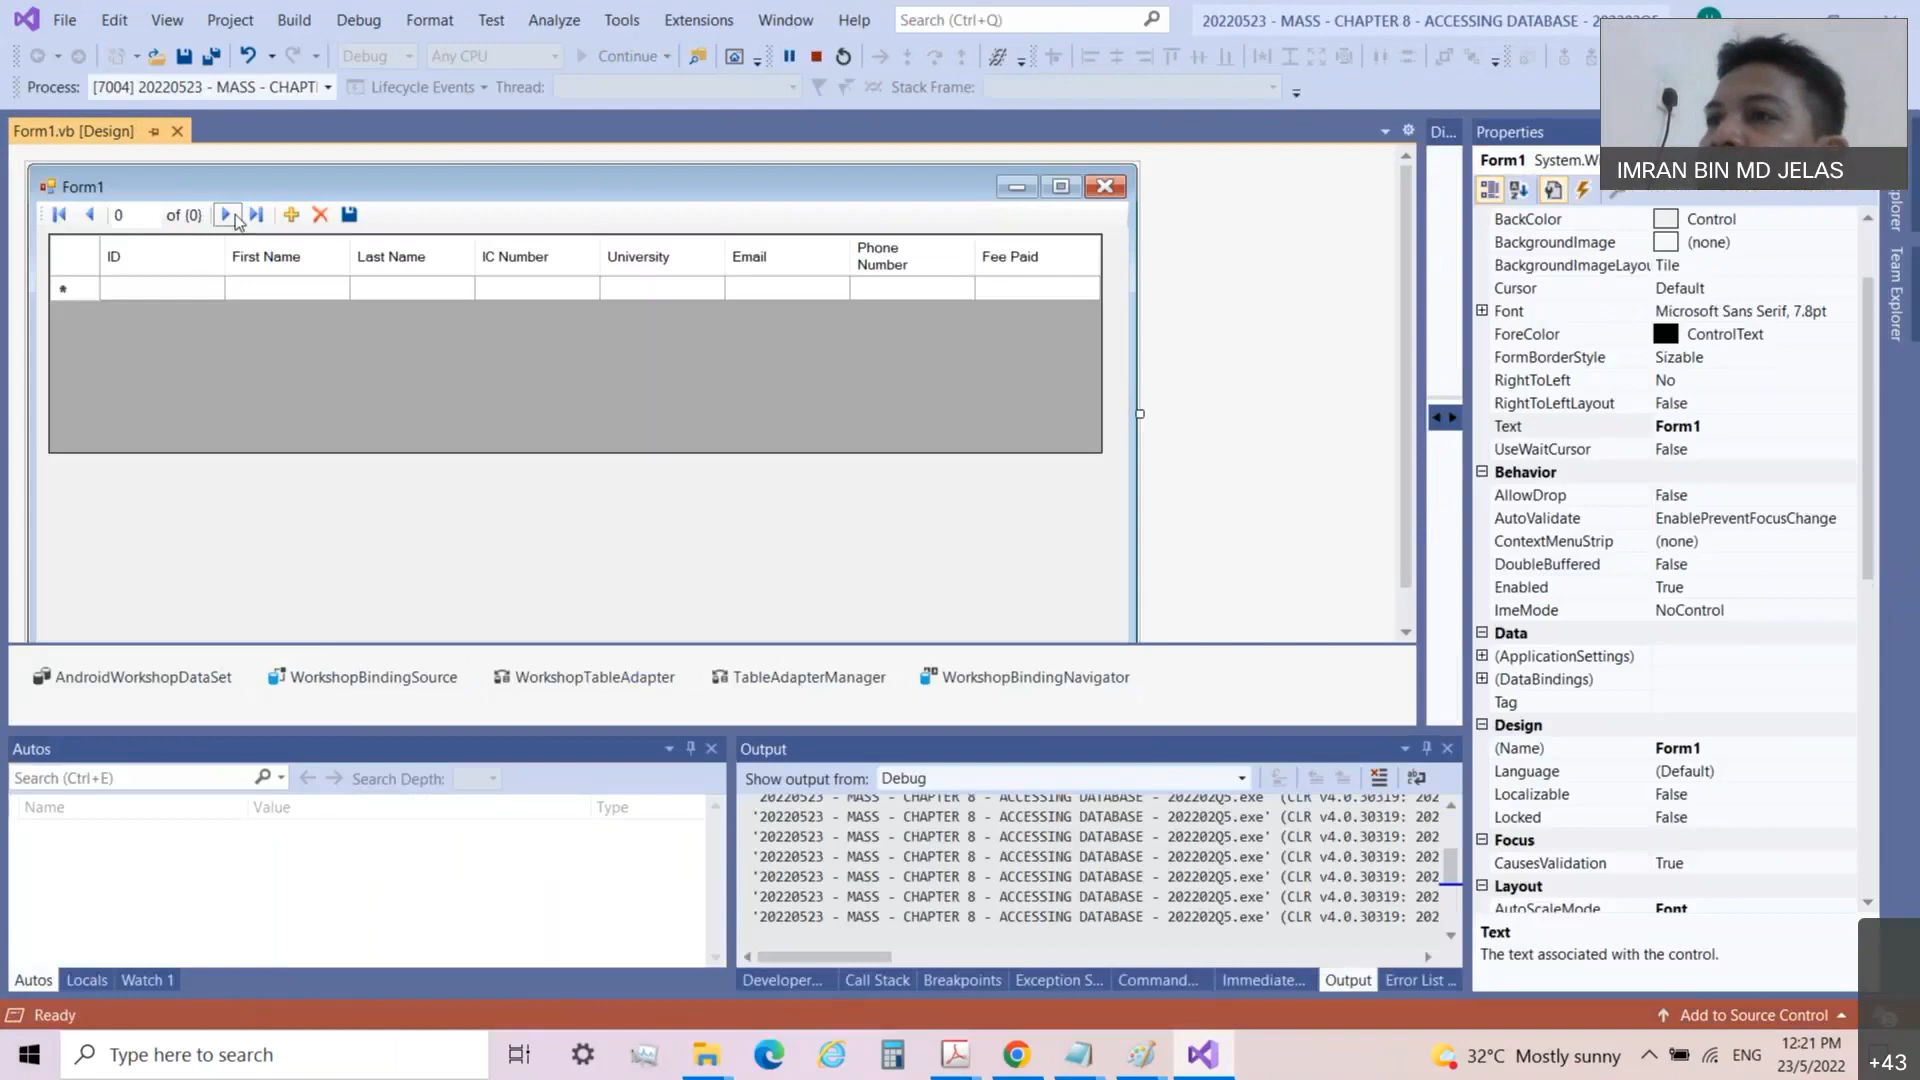 File Edit View Project Build Debug Format Test Analyze Tools Extensions Window Help Search (Ctrl+Q) 20220523 - MASS - CHAPTER 8 - ACCESSING DATABASE -
Debug Any CPU Continue
Process: [7004] 20220523 - MASS - CHAPT Lifecycle Events Thread: Stack Frame:
IMRAN BIN MD JELAS
Form1.vb [Design] Di... Properties
Form1 System.Wi
Form1
0 of {0}
ID First Name Last Name IC Number University Email Phone Number Fee Paid
*
AndroidWorkshopDataSet WorkshopBindingSource WorkshopTableAdapter TableAdapterManager WorkshopBindingNavigator
BackColor Control
BackgroundImage (none)
BackgroundImageLayou Tile
Cursor Default
Font Microsoft Sans Serif, 7.8pt
ForeColor ControlText
FormBorderStyle Sizable
RightToLeft No
RightToLeftLayout False
Text Form1
UseWaitCursor False
Behavior
AllowDrop False
AutoValidate EnablePreventFocusChange
ContextMenuStrip (none)
DoubleBuffered False
Enabled True
ImeMode NoControl
Data
(ApplicationSettings)
(DataBindings)
Tag
Design
(Name) Form1
Language (Default)
Localizable False
Locked False
Focus
CausesValidation True
Layout
AutoScaleMode Font
Text
The text associated with the control.
Team Explorer
Autos
Search (Ctrl+E) Search Depth:
Name Value Type
Autos Locals Watch 1
Output
Show output from: Debug
'20220523 - MASS - CHAPTER 8 - ACCESSING DATABASE - 202202Q5.exe' (CLR v4.0.30319: 202
'20220523 - MASS - CHAPTER 8 - ACCESSING DATABASE - 202202Q5.exe' (CLR v4.0.30319: 202
'20220523 - MASS - CHAPTER 8 - ACCESSING DATABASE - 202202Q5.exe' (CLR v4.0.30319: 202
'20220523 - MASS - CHAPTER 8 - ACCESSING DATABASE - 202202Q5.exe' (CLR v4.0.30319: 202
'20220523 - MASS - CHAPTER 8 - ACCESSING DATABASE - 202202Q5.exe' (CLR v4.0.30319: 202
'20220523 - MASS - CHAPTER 8 - ACCESSING DATABASE - 202202Q5.exe' (CLR v4.0.30319: 202
'20220523 - MASS - CHAPTER 8 - ACCESSING DATABASE - 202202Q5.exe' (CLR v4.0.30319: 202
Developer... Call Stack Breakpoints Exception S... Command... Immediate... Output Error List ...
Ready Add to Source Control
Type here to search 32°C Mostly sunny ENG 12:21 PM
23/5/2022
+43